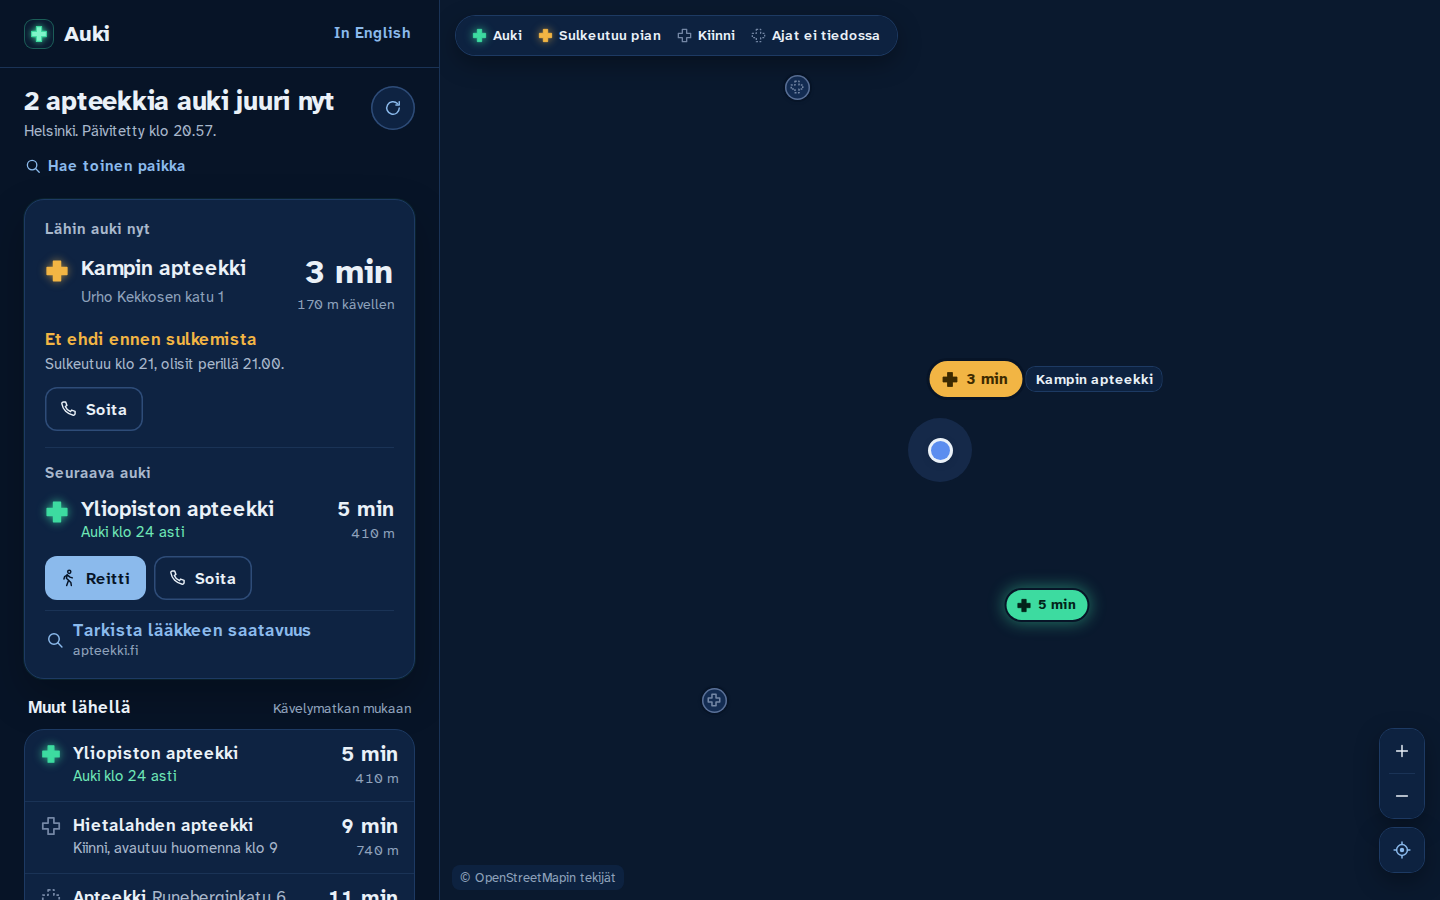 Auki
In English
2 apteekkia auki juuri nyt
Helsinki. Päivitetty klo 20.57.
Hae toinen paikka
Lähin auki nyt
Kampin apteekki
3 min
Urho Kekkosen katu 1
170 m kävellen
Et ehdi ennen sulkemista
Sulkeutuu klo 21, olisit perillä 21.00.
Soita
Seuraava auki
Yliopiston apteekki
5 min
Auki klo 24 asti
410 m
Reitti
Soita
Tarkista lääkkeen saatavuus
apteekki.fi
Muut lähellä
Kävelymatkan mukaan
Yliopiston apteekki
5 min
Auki klo 24 asti
410 m
Hietalahden apteekki
9 min
Kiinni, avautuu huomenna klo 9
740 m
Apteekki Runeberginkatu 6
11 min
Auki
Sulkeutuu pian
Kiinni
Ajat ei tiedossa
3 min
Kampin apteekki
5 min
© OpenStreetMapin tekijät